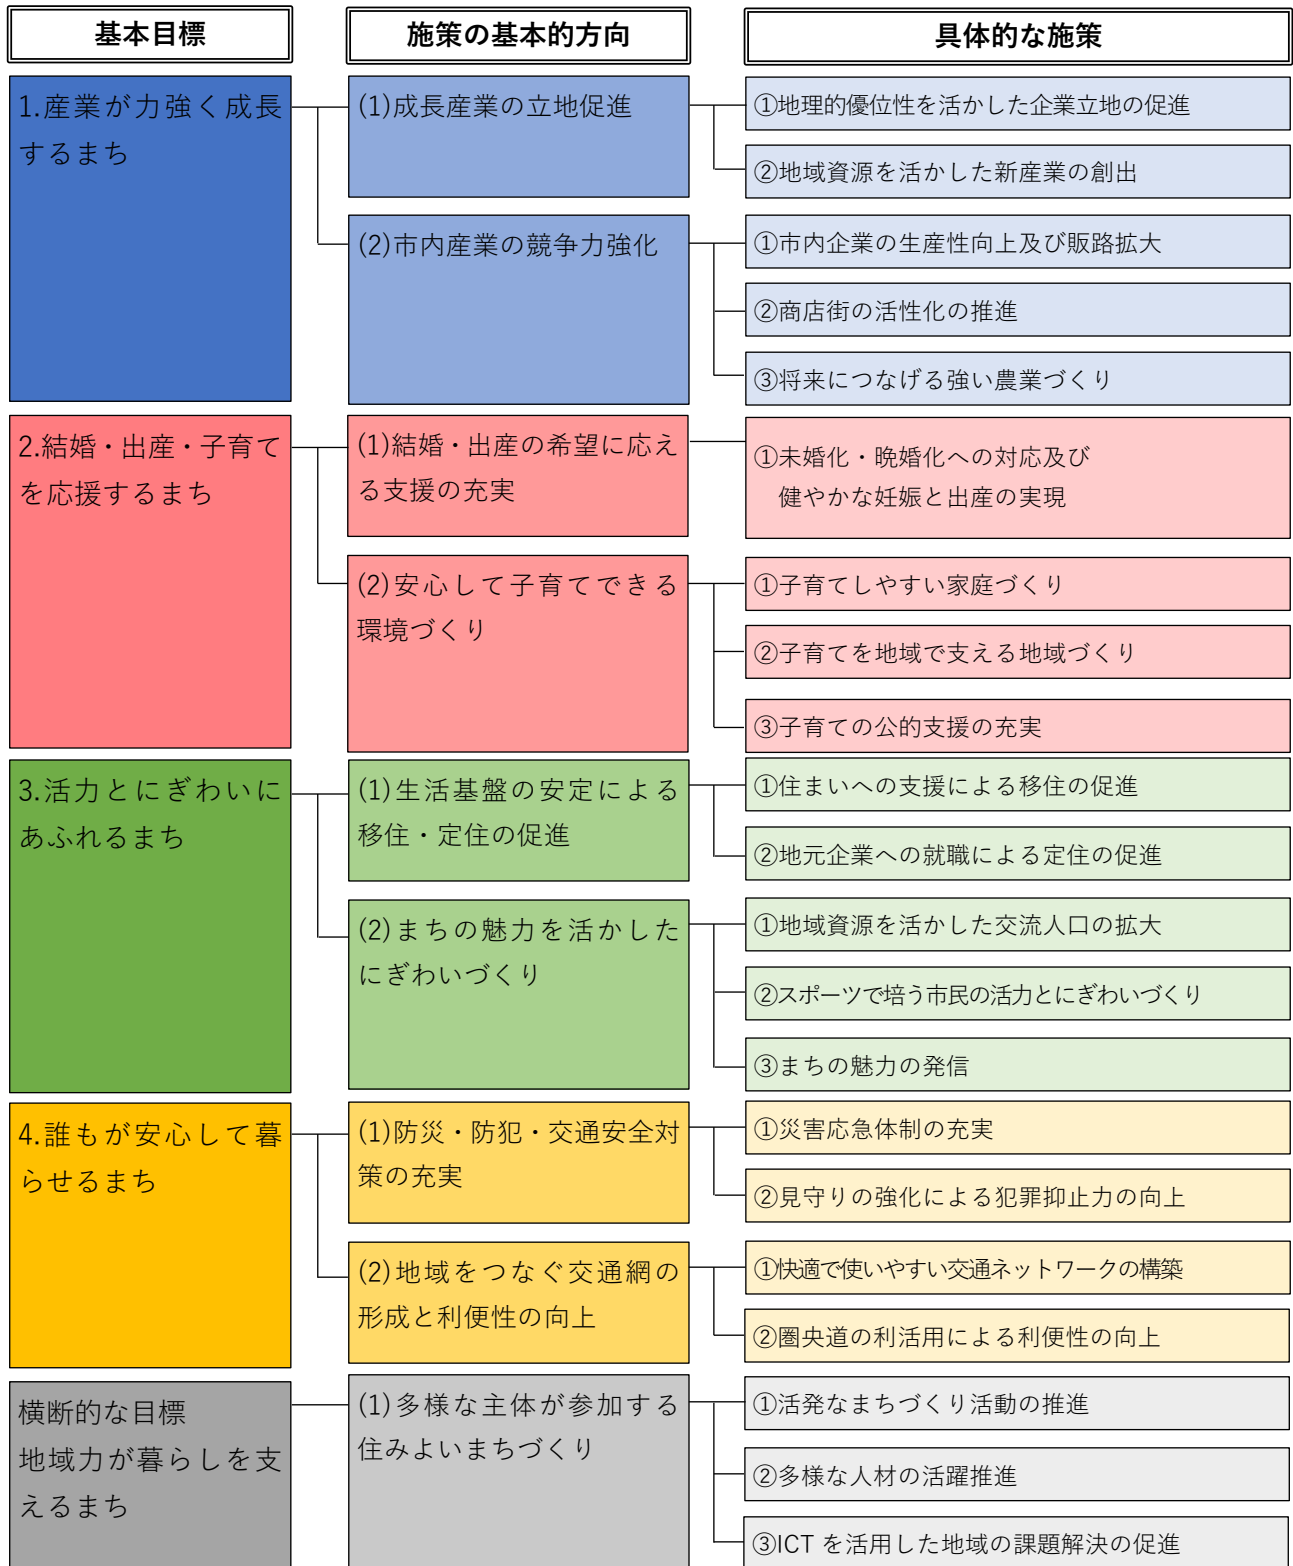 基本目標
施策の基本的方向
具体的な施策
1.産業が力強く成長
するまち
(1)成長産業の立地促進
①地理的優位性を活かした企業立地の促進
②地域資源を活かした新産業の創出
(2)市内産業の競争力強化
①市内企業の生産性向上及び販路拡大
②商店街の活性化の推進
③将来につなげる強い農業づくり
2.結婚・出産・子育て
を応援するまち
(1)結婚・出産の希望に応え
る支援の充実
①未婚化・晩婚化への対応及び
健やかな妊娠と出産の実現
(2)安心して子育てできる
環境づくり
①子育てしやすい家庭づくり
②子育てを地域で支える地域づくり
③子育ての公的支援の充実
3.活力とにぎわいに
あふれるまち
(1)生活基盤の安定による
移住・定住の促進
①住まいへの支援による移住の促進
②地元企業への就職による定住の促進
(2)まちの魅力を活かした
にぎわいづくり
①地域資源を活かした交流人口の拡大
②スポーツで培う市民の活力とにぎわいづくり
③まちの魅力の発信
4.誰もが安心して暮
らせるまち
(1)防災・防犯・交通安全対
策の充実
①災害応急体制の充実
②見守りの強化による犯罪抑止力の向上
(2)地域をつなぐ交通網の
形成と利便性の向上
①快適で使いやすい交通ネットワークの構築
②圏央道の利活用による利便性の向上
横断的な目標
地域力が暮らしを支
えるまち
(1)多様な主体が参加する
住みよいまちづくり
①活発なまちづくり活動の推進
②多様な人材の活躍推進
③ICT を活用した地域の課題解決の促進